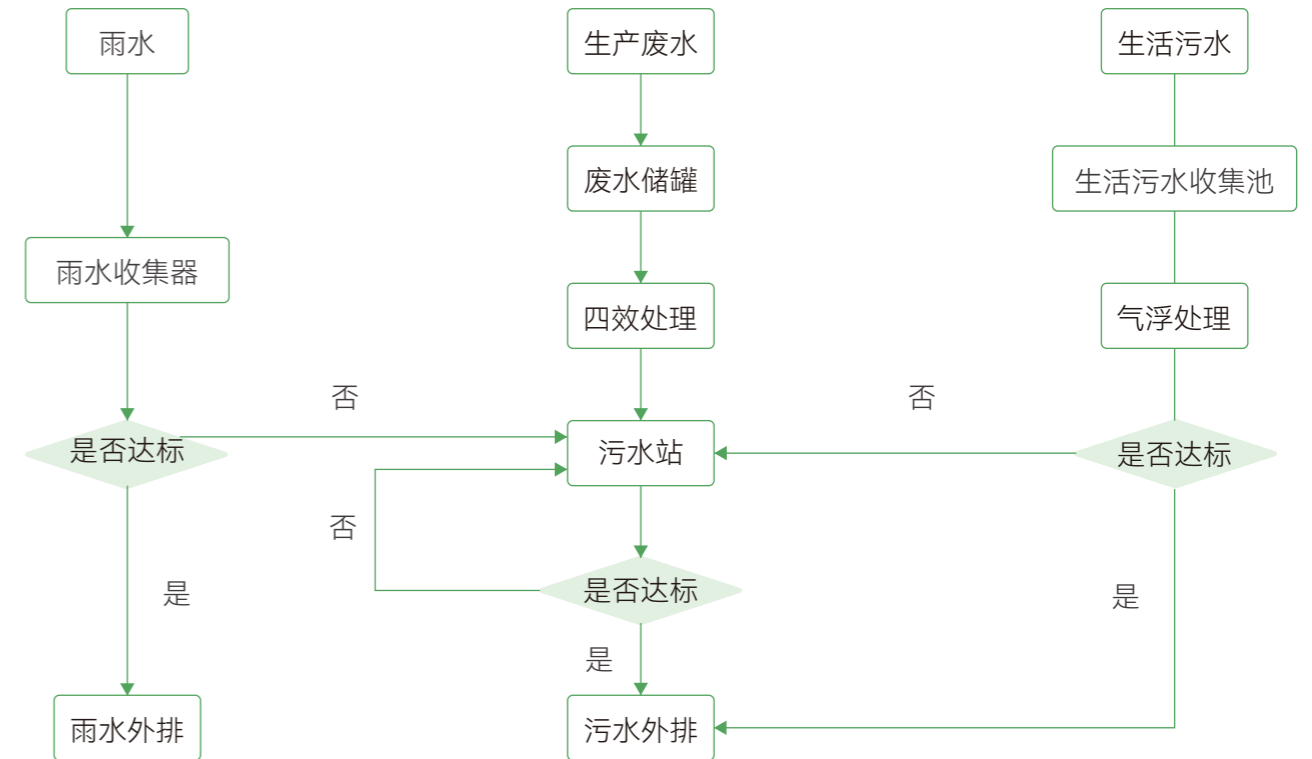 雨水
生产废水
生活污水
废水储罐
生活污水收集池
雨水收集器
四效处理
气浮处理
否
否
是否达标
污水站
是否达标
否
是否达标
是
是
是
雨水外排
污水外排